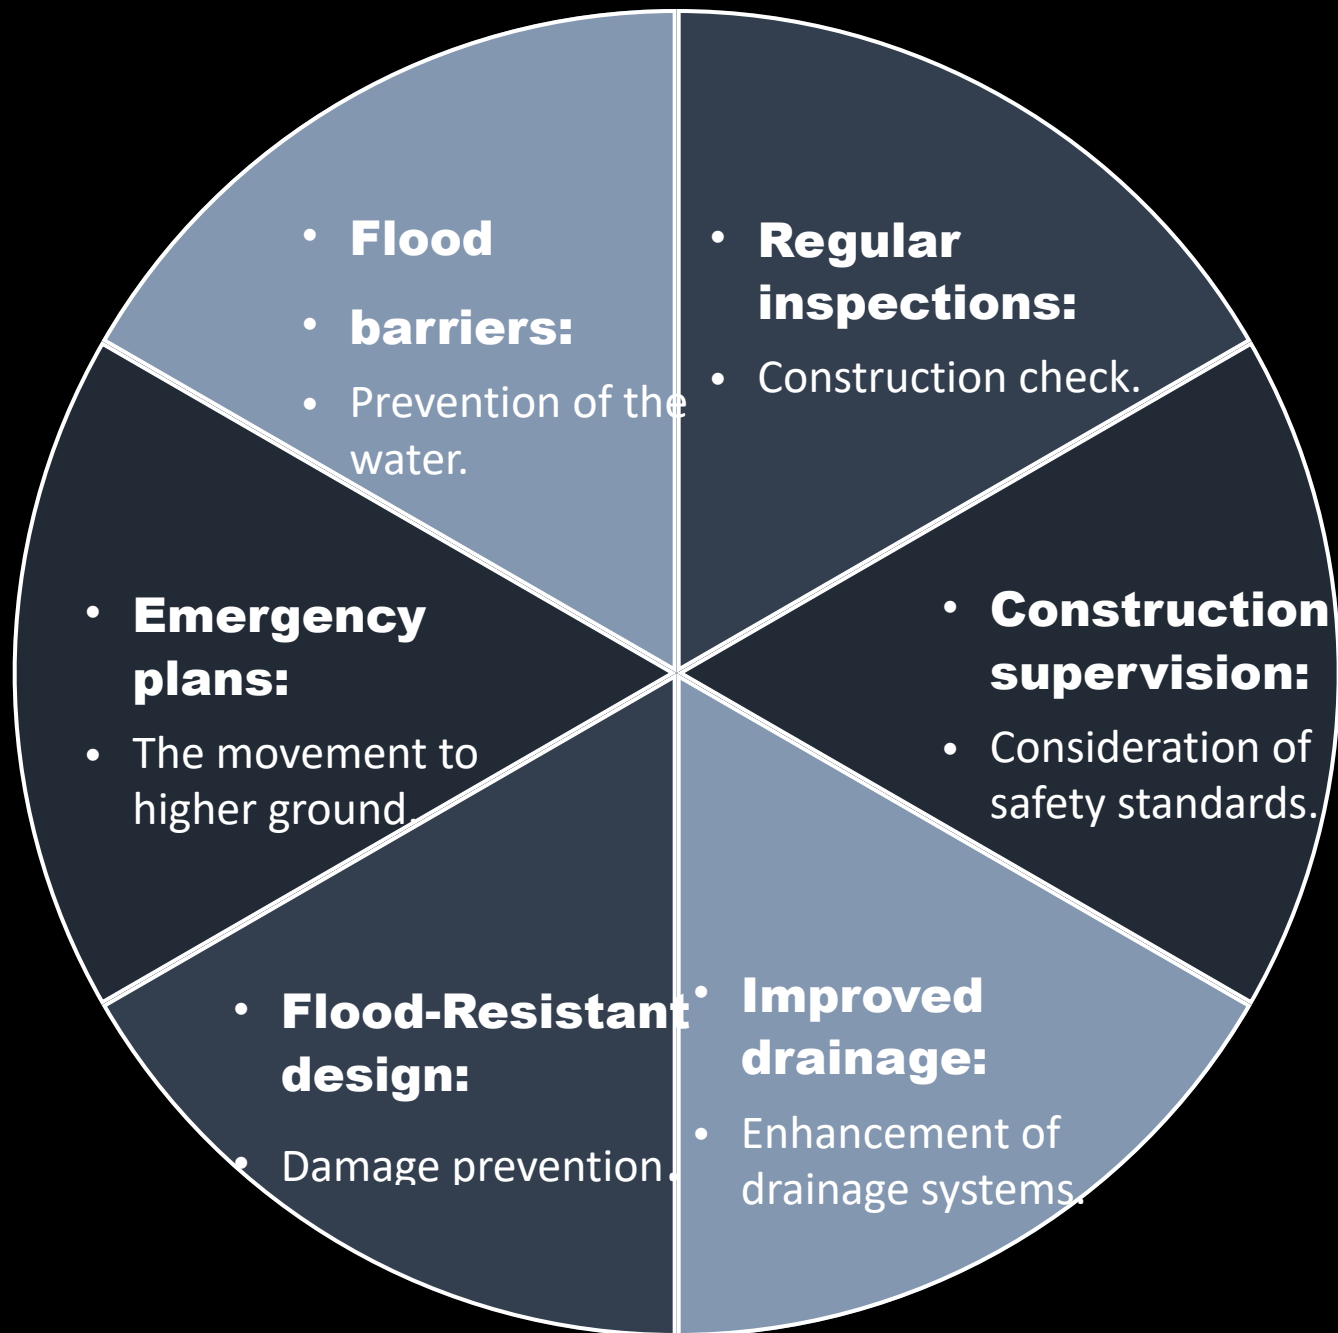 • Flood
• barriers:
• Prevention of the
water.
• Regular
inspections:
• Construction check.
• Emergency
plans:
• The movement to
higher ground.
• Construction
supervision:
• Consideration of
safety standards.
• Flood-Resistant
design:
• Damage prevention.
• Improved
drainage:
• Enhancement of
drainage systems.